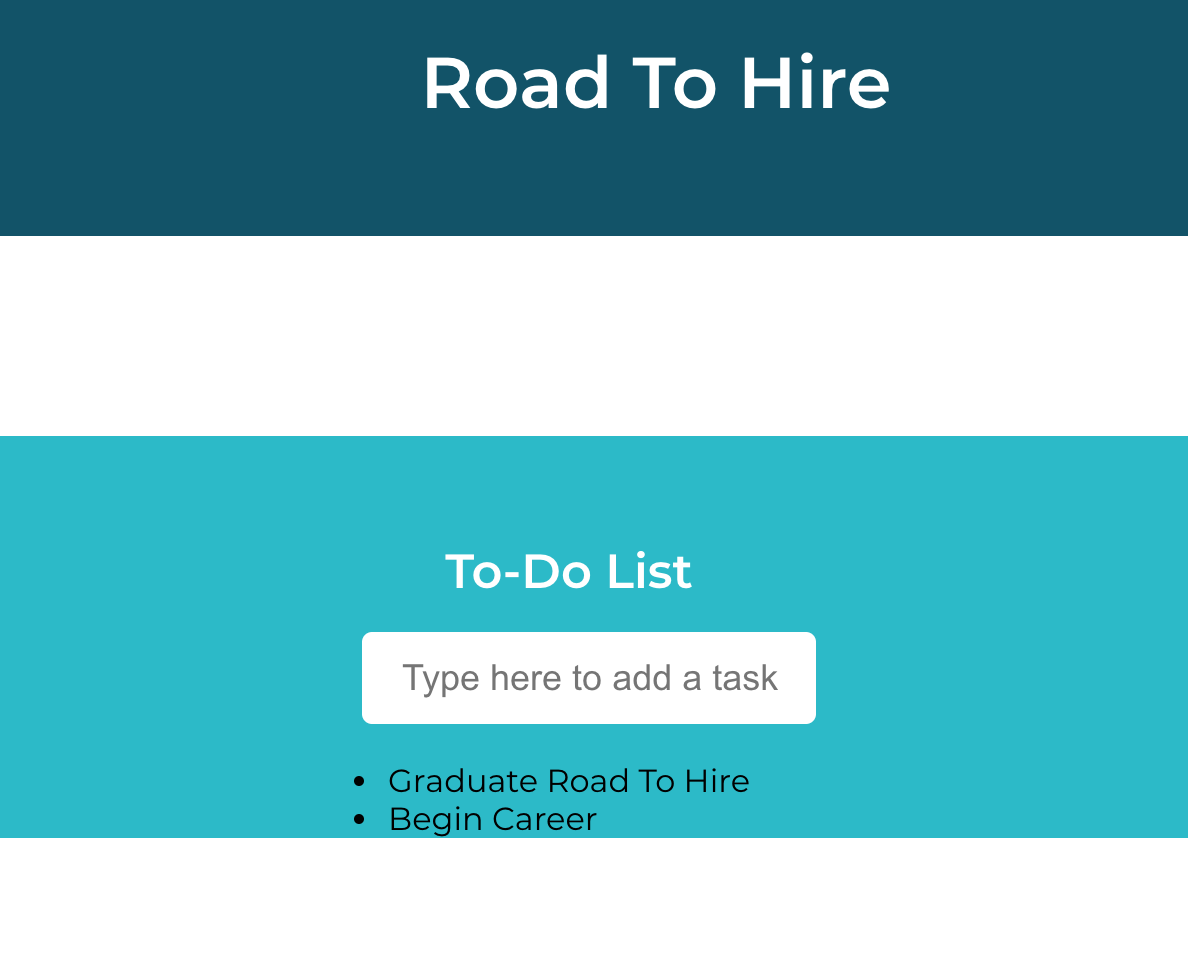 Road To Hire
To-Do List
Type here to add a task
Graduate Road To Hire
Begin Career